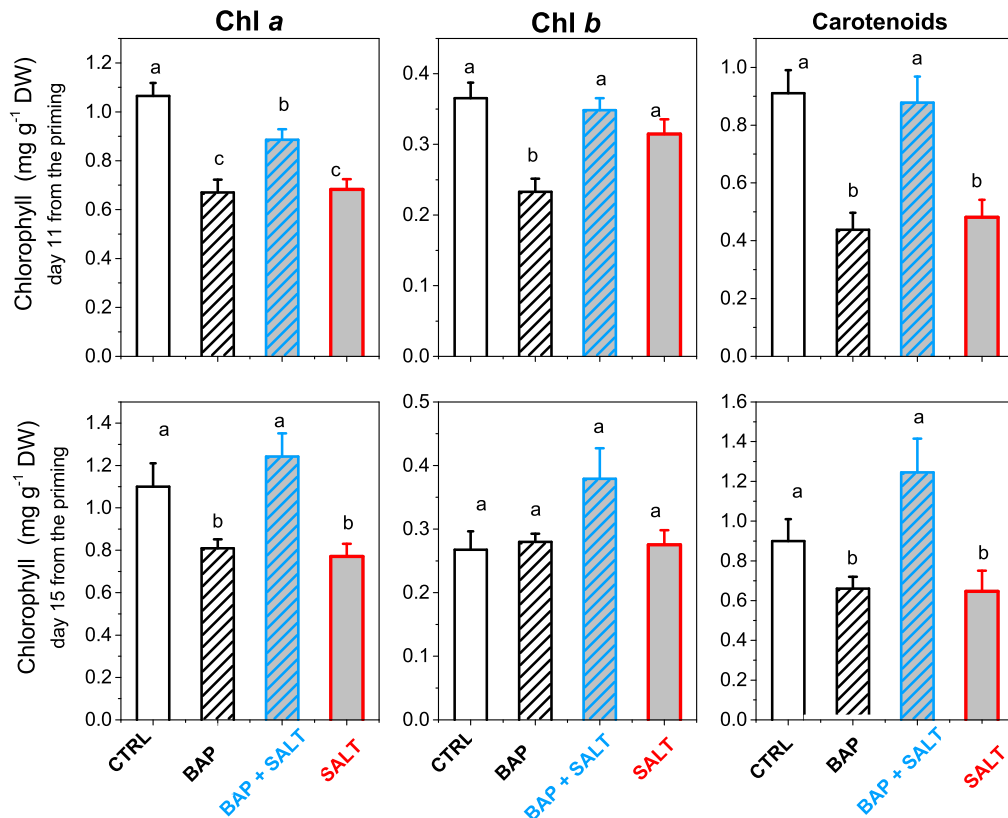 Chl a
Chl b
Carotenoids
Chlorophyll (mg g⁻¹ DW)
day 11 from the priming
1.2
1.0
0.8
0.6
0.4
0.2
0.0
a
c
b
c
0.4
0.3
0.2
0.1
0.0
a
b
a
a
1.0
0.8
0.6
0.4
0.2
0.0
a
b
a
b
Chlorophyll (mg g⁻¹ DW)
day 15 from the priming
1.4
1.2
1.0
0.8
0.6
0.4
0.2
0.0
a
b
a
b
0.5
0.4
0.3
0.2
0.1
0.0
a
a
a
a
1.6
1.4
1.2
1.0
0.8
0.6
0.4
0.2
0.0
a
b
a
b
CTRL
BAP
BAP + SALT
SALT
CTRL
BAP
BAP + SALT
SALT
CTRL
BAP
BAP + SALT
SALT